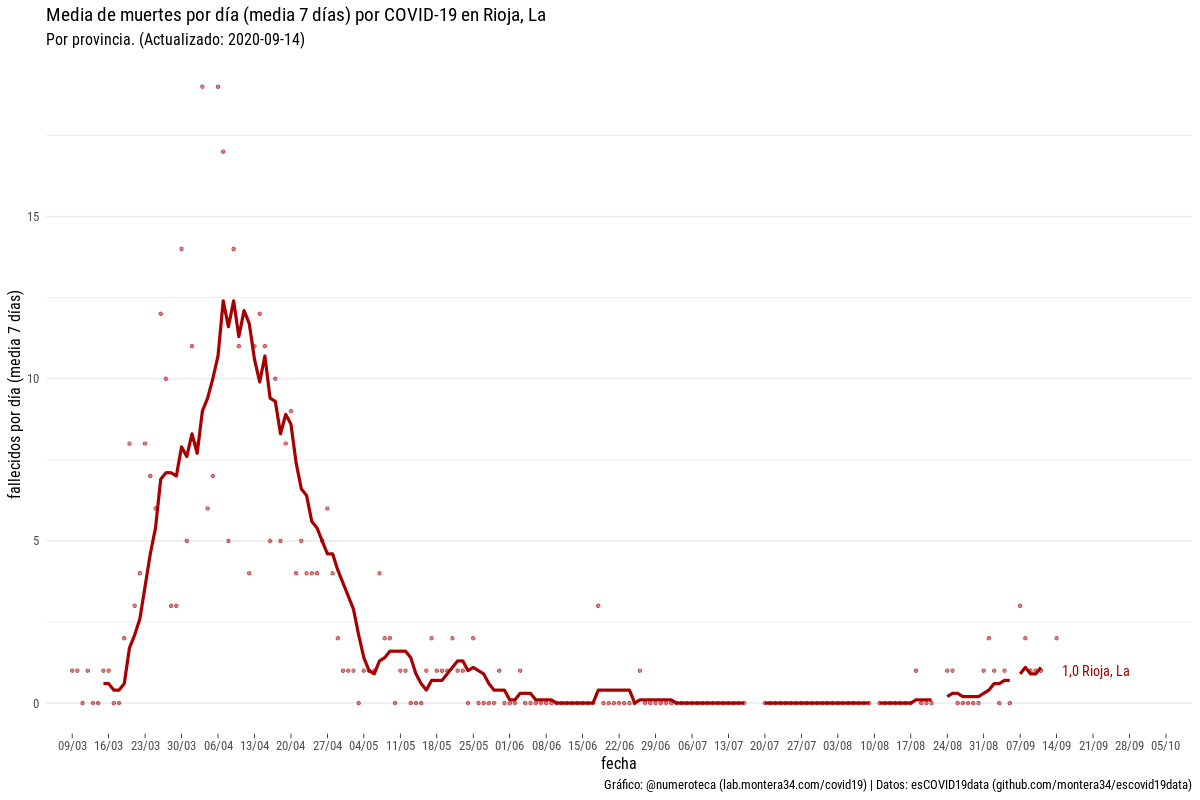 Media de muertes por día (media 7 días) por COVID-19 en Rioja, La
Por provincia. (Actualizado: 2020-09-14)
fallecidos por día (media 7 días)
15
10
5
0
1,0 Rioja, La
09/03 16/03 23/03 30/03 06/04 13/04 20/04 27/04 04/05 11/05 18/05 25/05 01/06 08/06 15/06 22/06 29/06 06/07 13/07 20/07 27/07 03/08 10/08 17/08 24/08 31/08 07/09 14/09 21/09 28/09 05/10
fecha
Gráfico: @numeroteca (lab.montera34.com/covid19) | Datos: esCOVID19data (github.com/montera34/escovid19data)